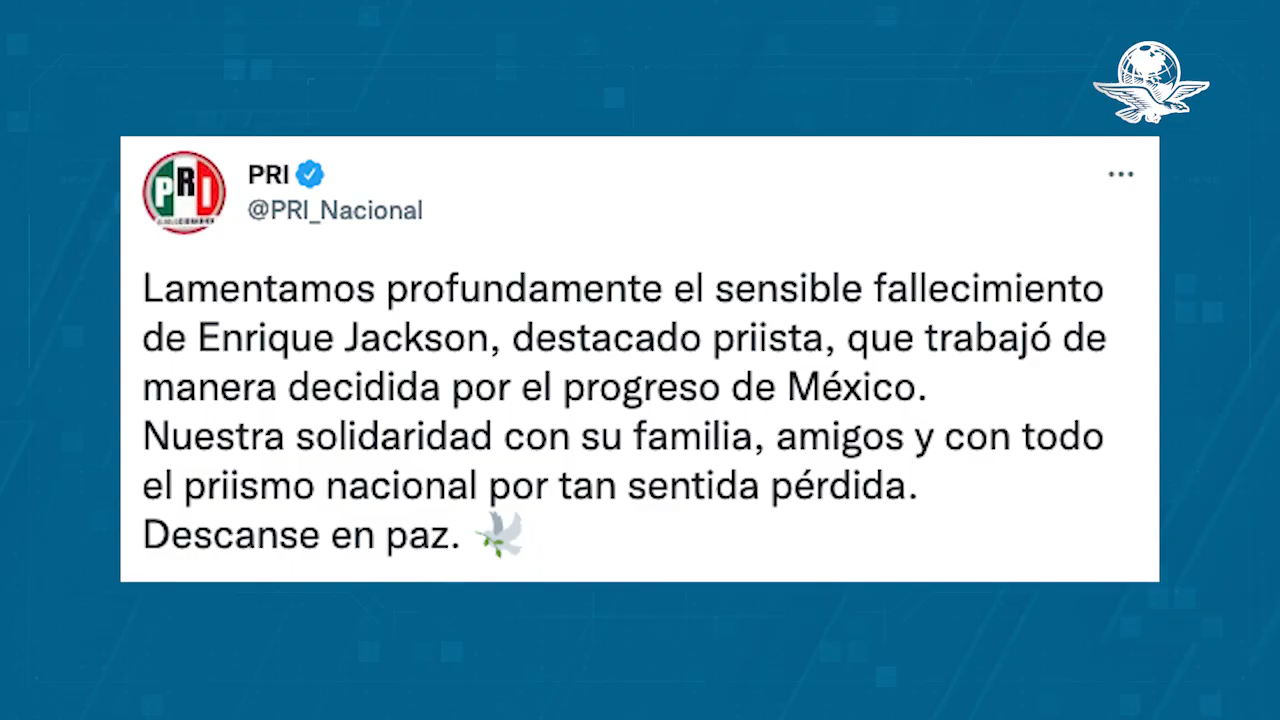 PRI
PRI
@PRI_Nacional
Lamentamos profundamente el sensible fallecimiento
de Enrique Jackson, destacado priista, que trabajó de
manera decidida por el progreso de México.
Nuestra solidaridad con su familia, amigos y con todo
el priismo nacional por tan sentida pérdida.
Descanse en paz. 🕊️